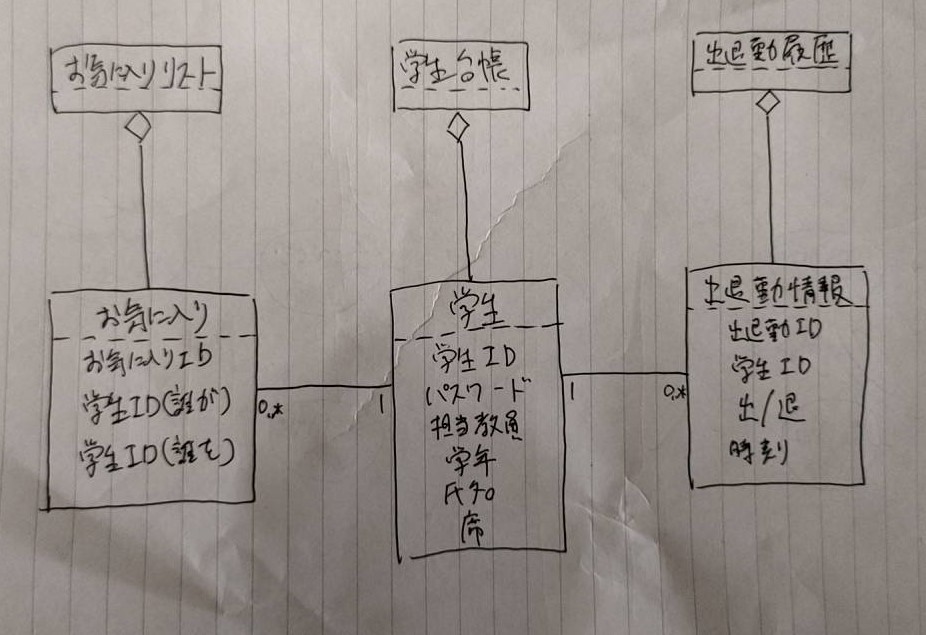 お気に入りリスト
学生台帳
出退勤履歴
お気に入り
お気に入りID
学生ID(誰が)
学生ID(誰を)
0,*
1
学生
学生ID
パスワード
担当教員
学年
氏名
席
1
0,*
出退勤情報
出退勤ID
学生ID
出/退
時刻